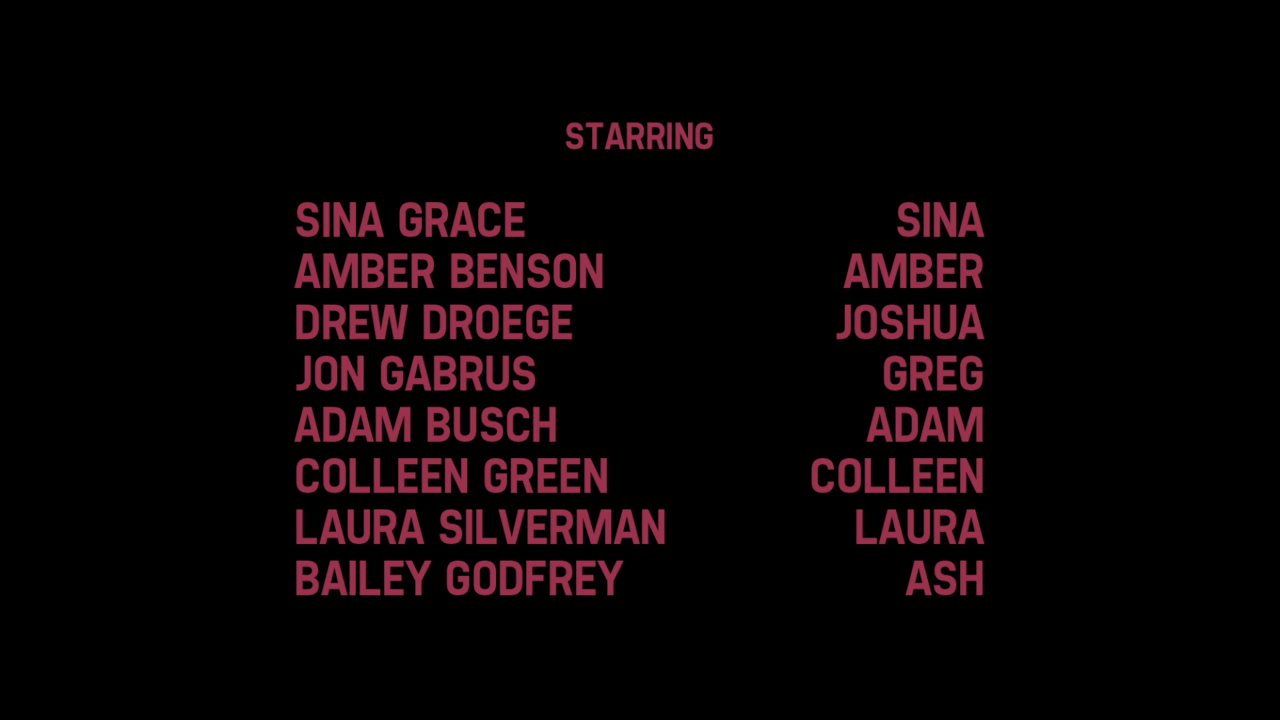 STARRING
SINA GRACE SINA
AMBER BENSON AMBER
DREW DROEGE JOSHUA
JON GABRUS GREG
ADAM BUSCH ADAM
COLLEEN GREEN COLLEEN
LAURA SILVERMAN LAURA
BAILEY GODFREY ASH